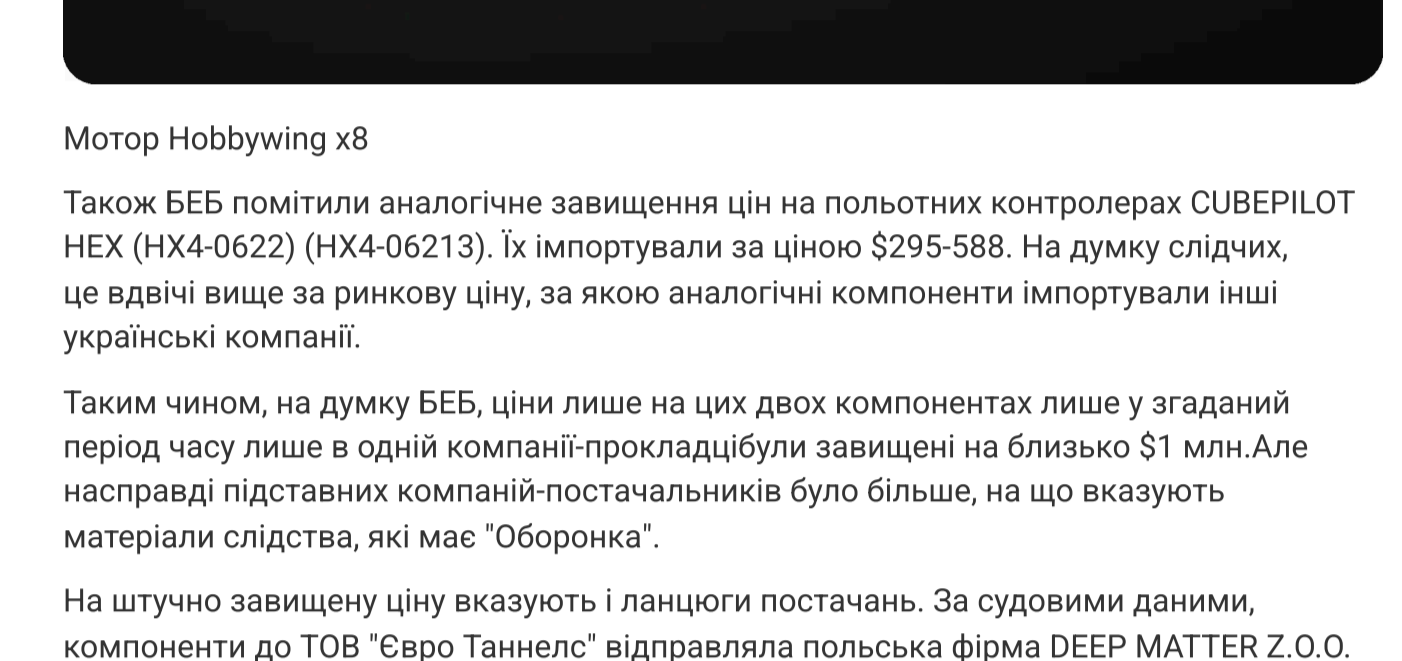 Мотор Hobbywing x8
Також БЕБ помітили аналогічне завищення цін на польотних контролерах CUBEPILOT
HEX (HX4-0622) (HX4-06213). Їх імпортували за ціною $295-588. На думку слідчих,
це вдвічі вище за ринкову ціну, за якою аналогічні компоненти імпортували інші
українські компанії.
Таким чином, на думку БЕБ, ціни лише на цих двох компонентах лише у згаданий
період часу лише в одній компанії-прокладцібули завищені на близько $1 млн.Але
насправді підставних компаній-постачальників було більше, на що вказують
матеріали слідства, які має "Оборонка".
На штучно завищену ціну вказують і ланцюги постачань. За судовими даними,
компоненти до ТОВ "Євро Таннелс" відправляла польська фірма DEEP MATTER Z.O.O.